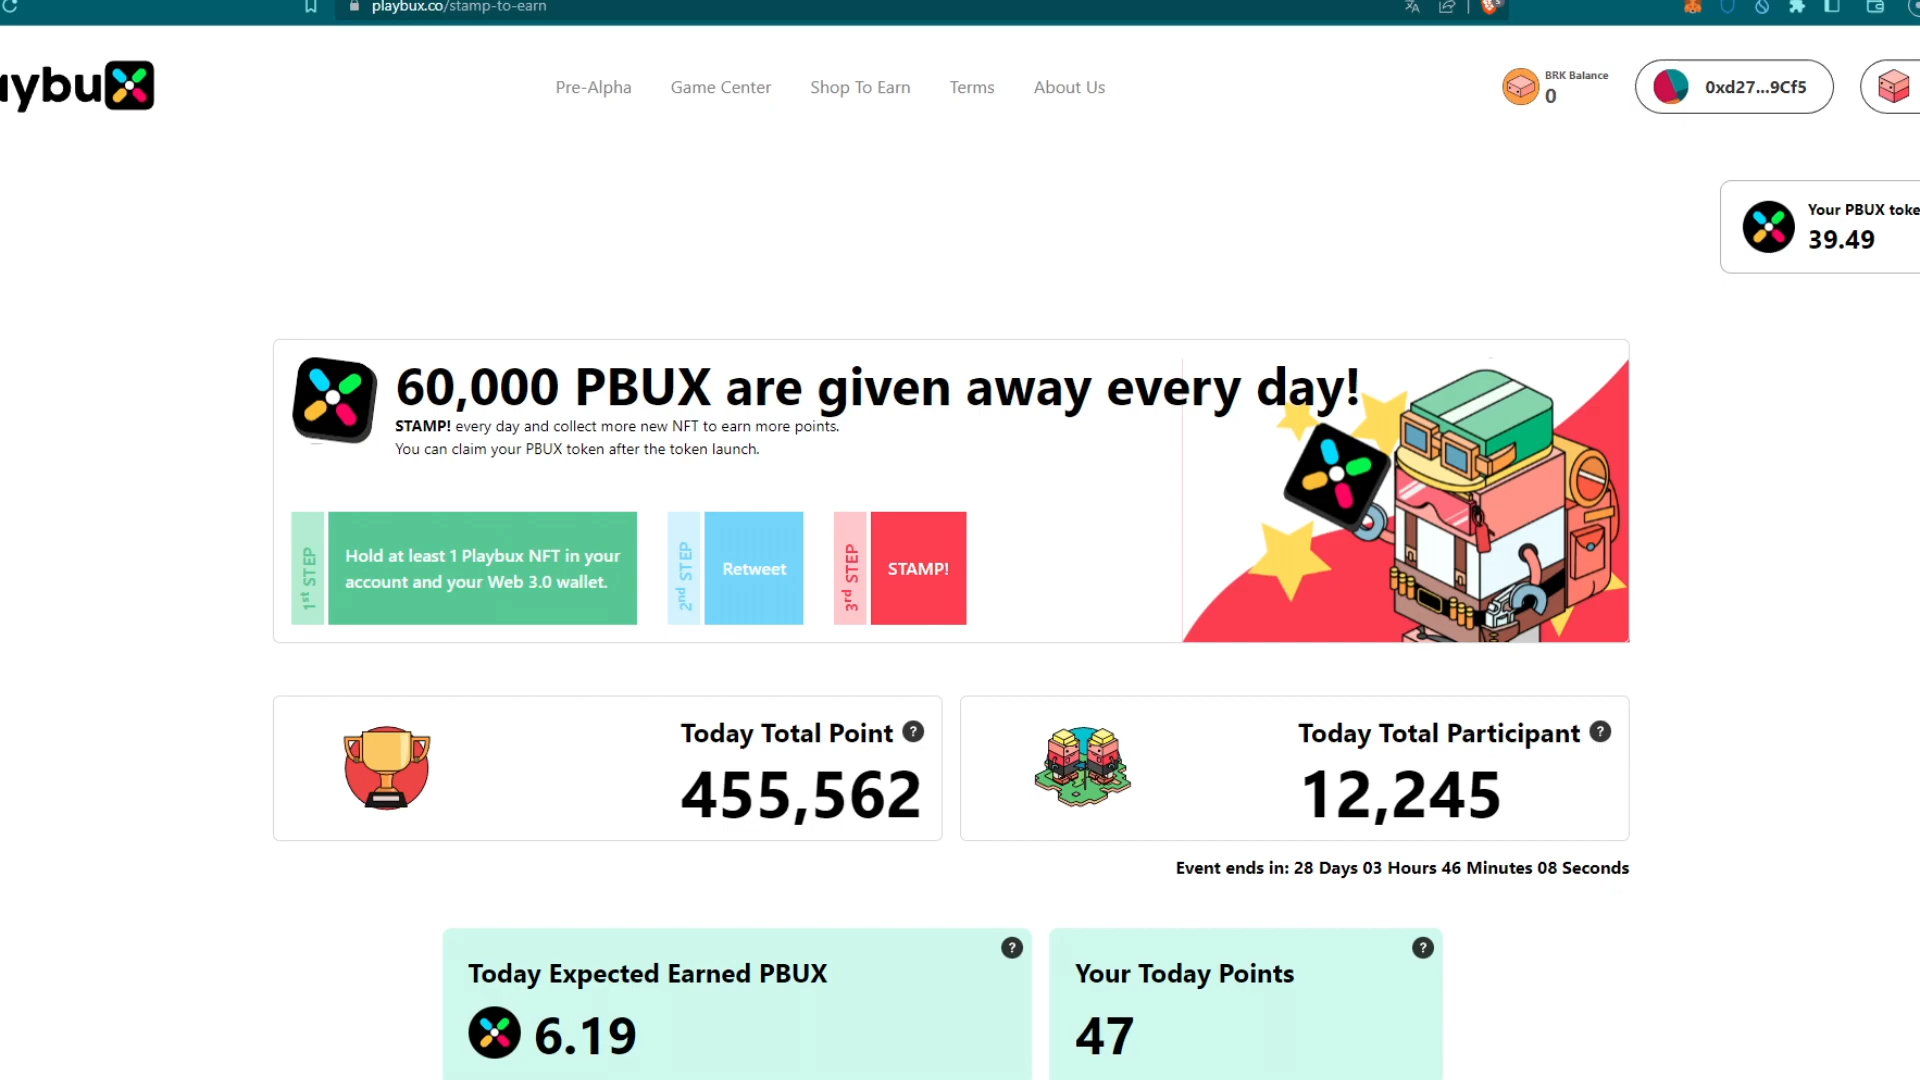 playbux.co/stamp-to-earn
aybu
Pre-Alpha
Game Center
Shop To Earn
Terms
About Us
BRK Balance
0
0xd27...9Cf5
Your PBUX toke
39.49
60,000 PBUX are given away every day!
STAMP! every day and collect more new NFT to earn more points.
You can claim your PBUX token after the token launch.
1st STEP
Hold at least 1 Playbux NFT in your
account and your Web 3.0 wallet.
2nd STEP
Retweet
3rd STEP
STAMP!
Today Total Point ?
455,562
Today Total Participant ?
12,245
Event ends in: 28 Days 03 Hours 46 Minutes 08 Seconds
?
Today Expected Earned PBUX
6.19
?
Your Today Points
47